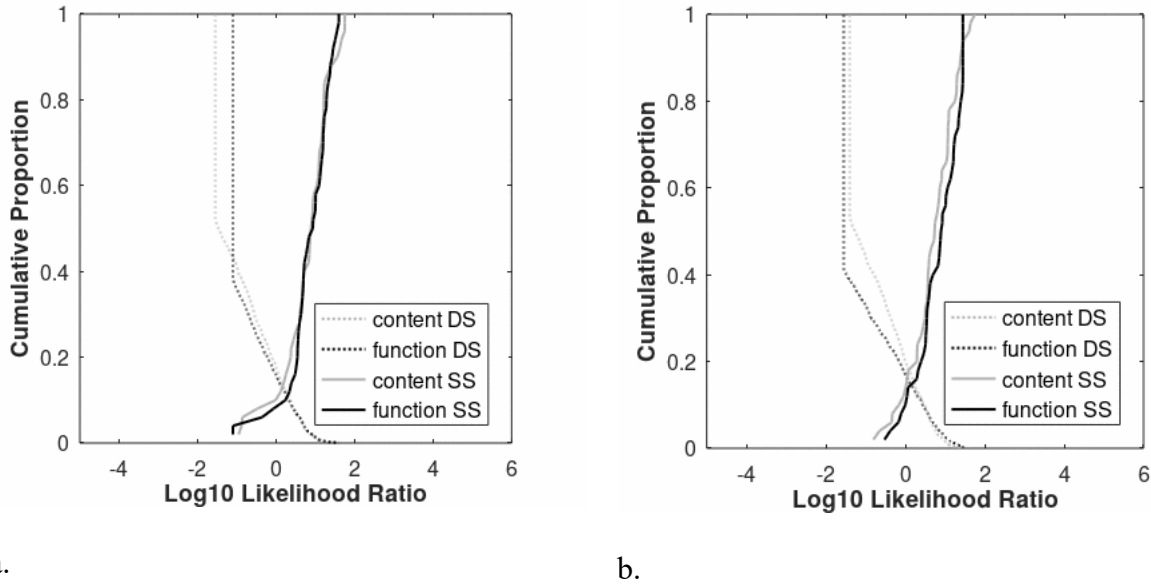 1
0.8
0.6
0.4
0.2
0
-4 -2 0 2 4 6
Cumulative Proportion
Log10 Likelihood Ratio
content DS
function DS
content SS
function SS
1
0.8
0.6
0.4
0.2
0
-4 -2 0 2 4 6
Cumulative Proportion
Log10 Likelihood Ratio
content DS
function DS
content SS
function SS
b.